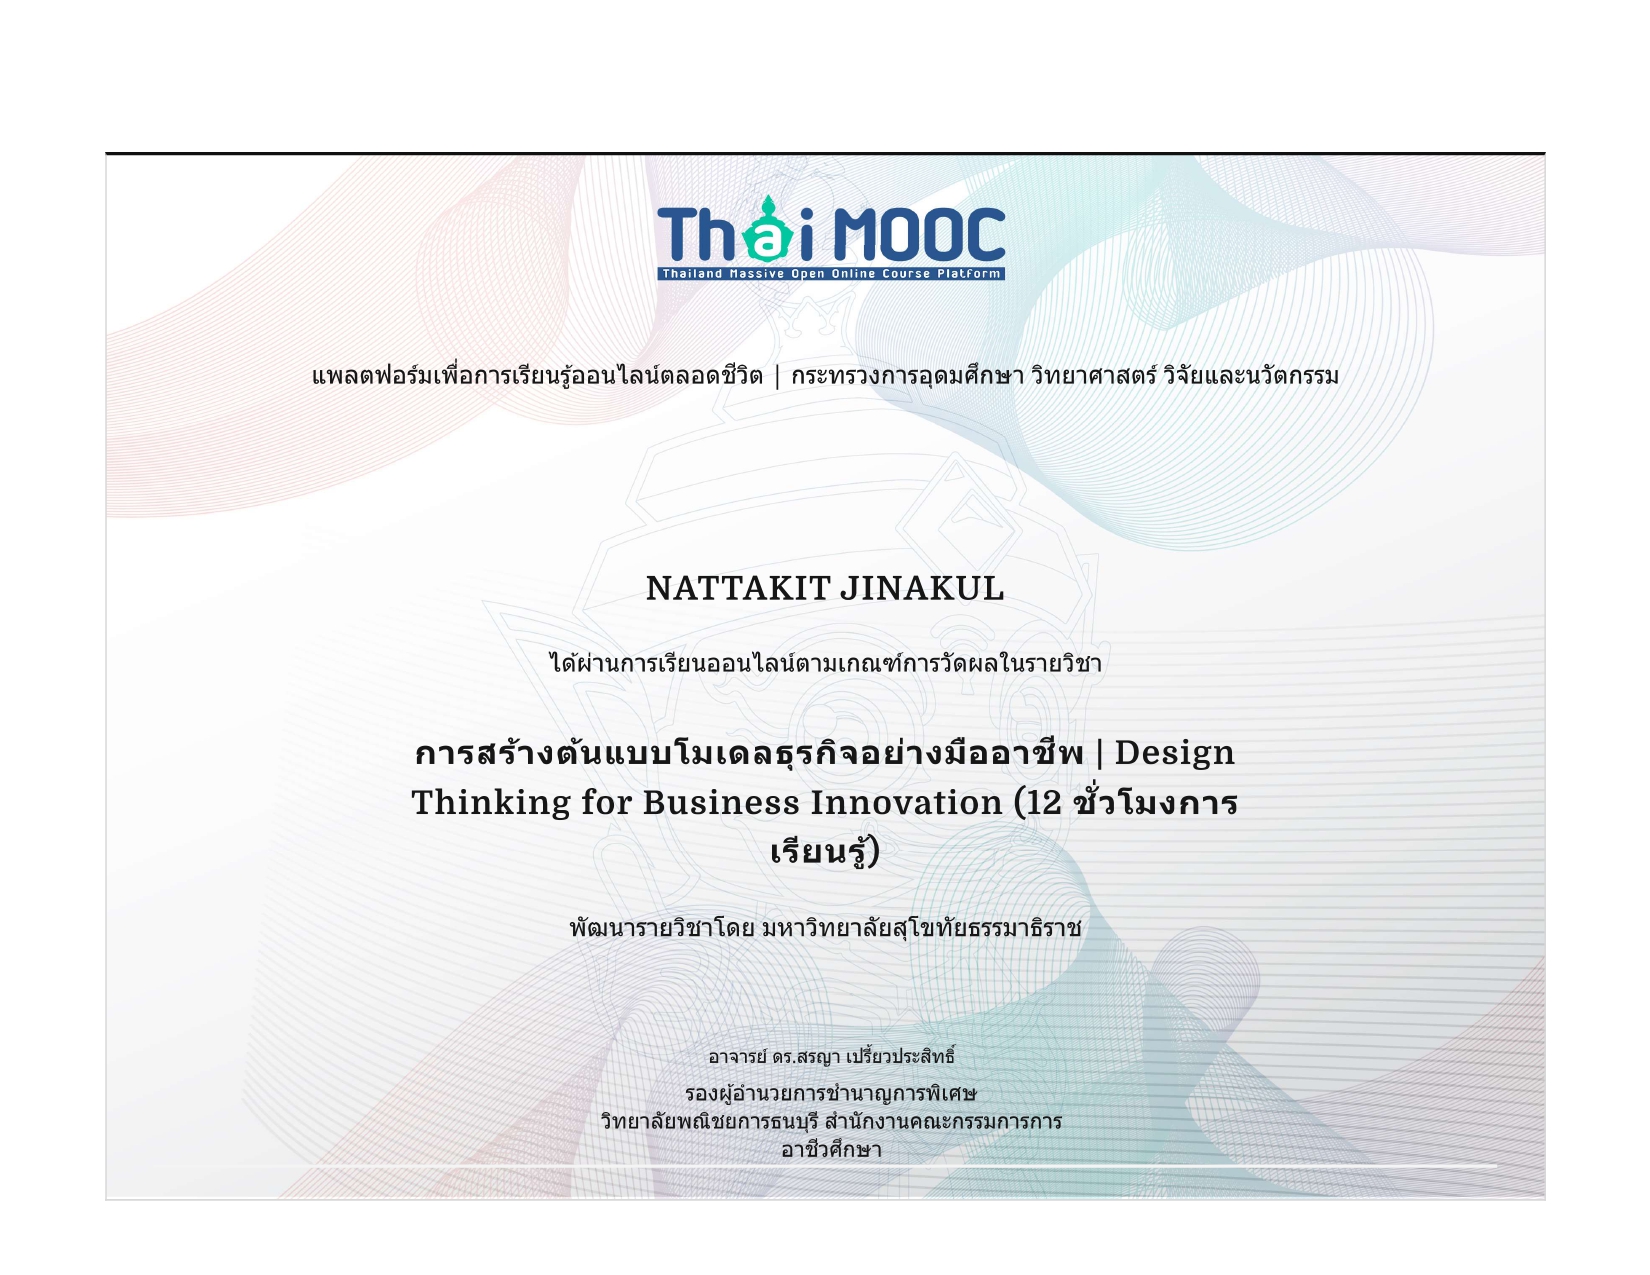 Thai MOOC
Thailand Massive Open Online Course Platform
แพลตฟอร์มเพื่อการเรียนรู้ออนไลน์ตลอดชีวิต | กระทรวงการอุดมศึกษา วิทยาศาสตร์ วิจัยและนวัตกรรม
NATTAKIT JINAKUL
ได้ผ่านการเรียนออนไลน์ตามเกณฑ์การวัดผลในรายวิชา
การสร้างต้นแบบโมเดลธุรกิจอย่างมืออาชีพ | Design
Thinking for Business Innovation (12 ชั่วโมงการ
เรียนรู้)
พัฒนารายวิชาโดย มหาวิทยาลัยสุโขทัยธรรมาธิราช
อาจารย์ ดร.สรญา เปรี้ยวประสิทธิ์
รองผู้อำนวยการชำนาญการพิเศษ
วิทยาลัยพณิชยการธนบุรี สำนักงานคณะกรรมการการ
อาชีวศึกษา